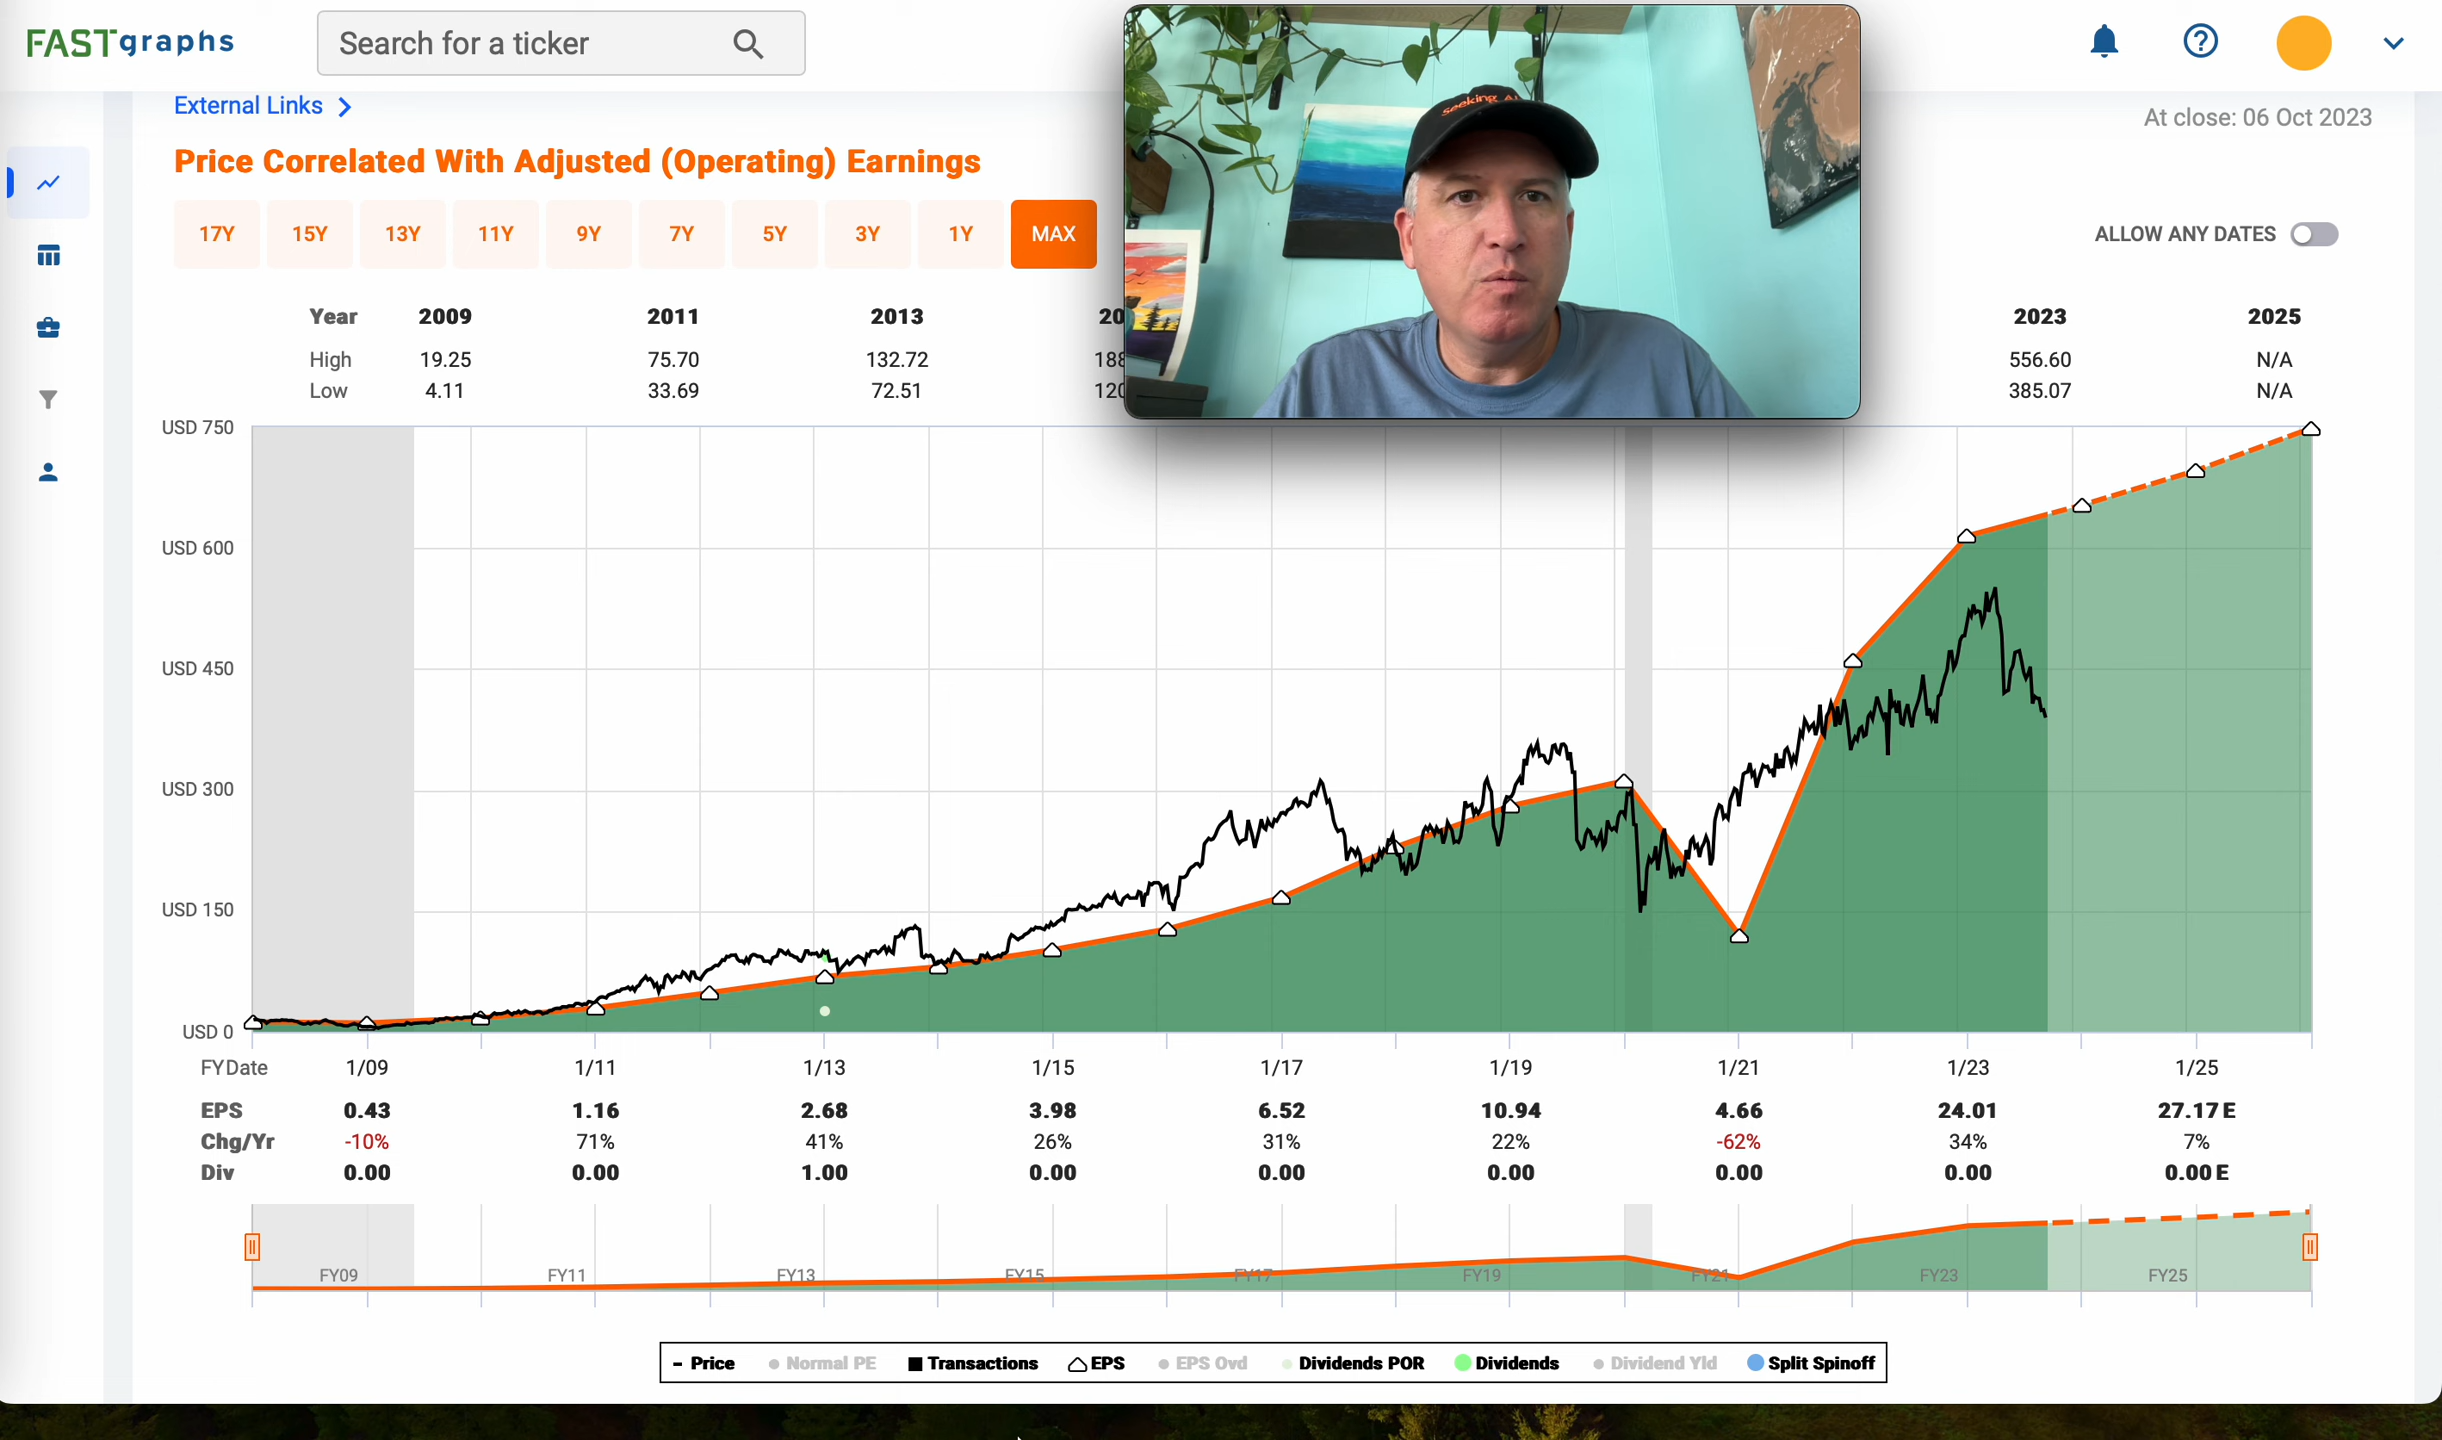 FASTgraphs
Search for a ticker
External Links
At close: 06 Oct 2023
Price Correlated With Adjusted (Operating) Earnings
17Y 15Y 13Y 11Y 9Y 7Y 5Y 3Y 1Y MAX
ALLOW ANY DATES
Seeking
Year 2009 2011 2013 20 2023 2025
High 19.25 75.70 132.72 188 556.60 N/A
Low 4.11 33.69 72.51 120 385.07 N/A
USD 750
USD 600
USD 450
USD 300
USD 150
USD 0
FYDate 1/09 1/11 1/13 1/15 1/17 1/19 1/21 1/23 1/25
EPS 0.43 1.16 2.68 3.98 6.52 10.94 4.66 24.01 27.17 E
Chg/Yr -10% 71% 41% 26% 31% 22% -62% 34% 7%
Div 0.00 0.00 1.00 0.00 0.00 0.00 0.00 0.00 0.00 E
FY09 FY11 FY13 FY15 FY17 FY19 FY21 FY23 FY25
Price Normal PE Transactions EPS EPS Ovd Dividends POR Dividends Dividend Yld Split Spinoff